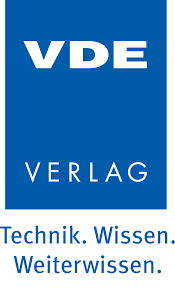 VDE
VERLAG
Technik. Wissen.
Weiterwissen.